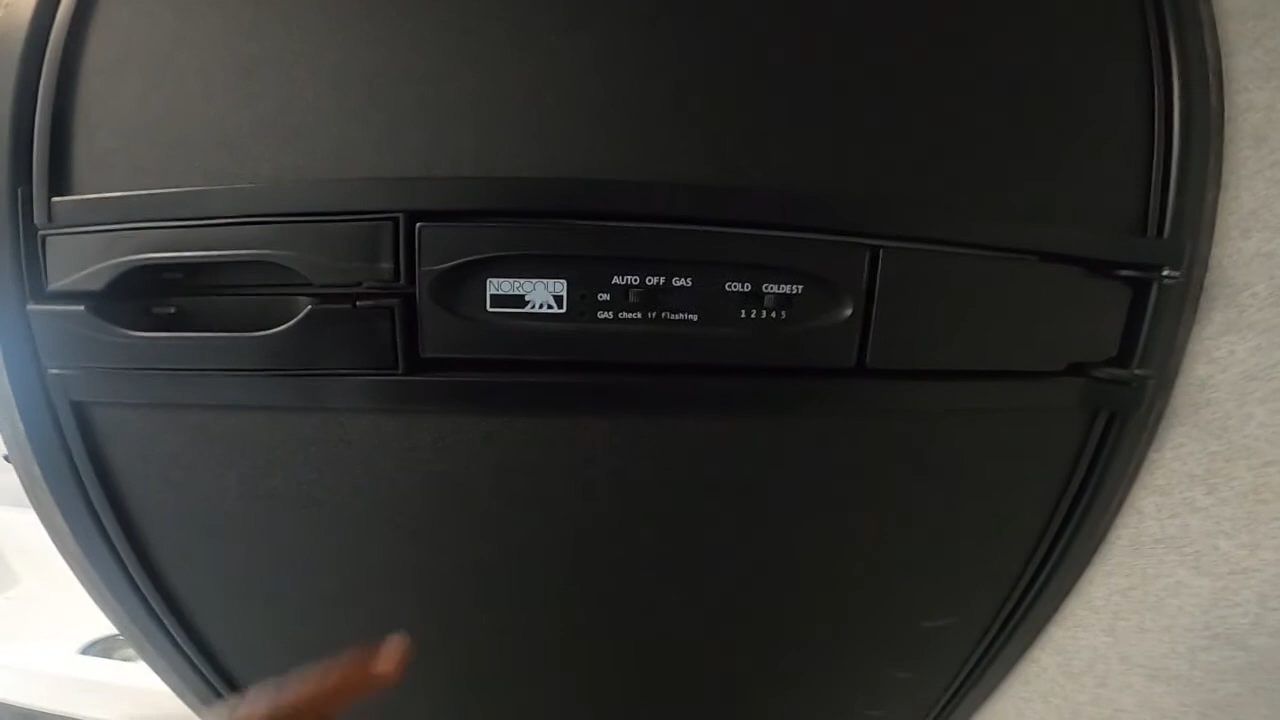 NORCOLD
AUTO OFF GAS
ON
GAS check if flashing
COLD COLDEST
1 2 3 4 5